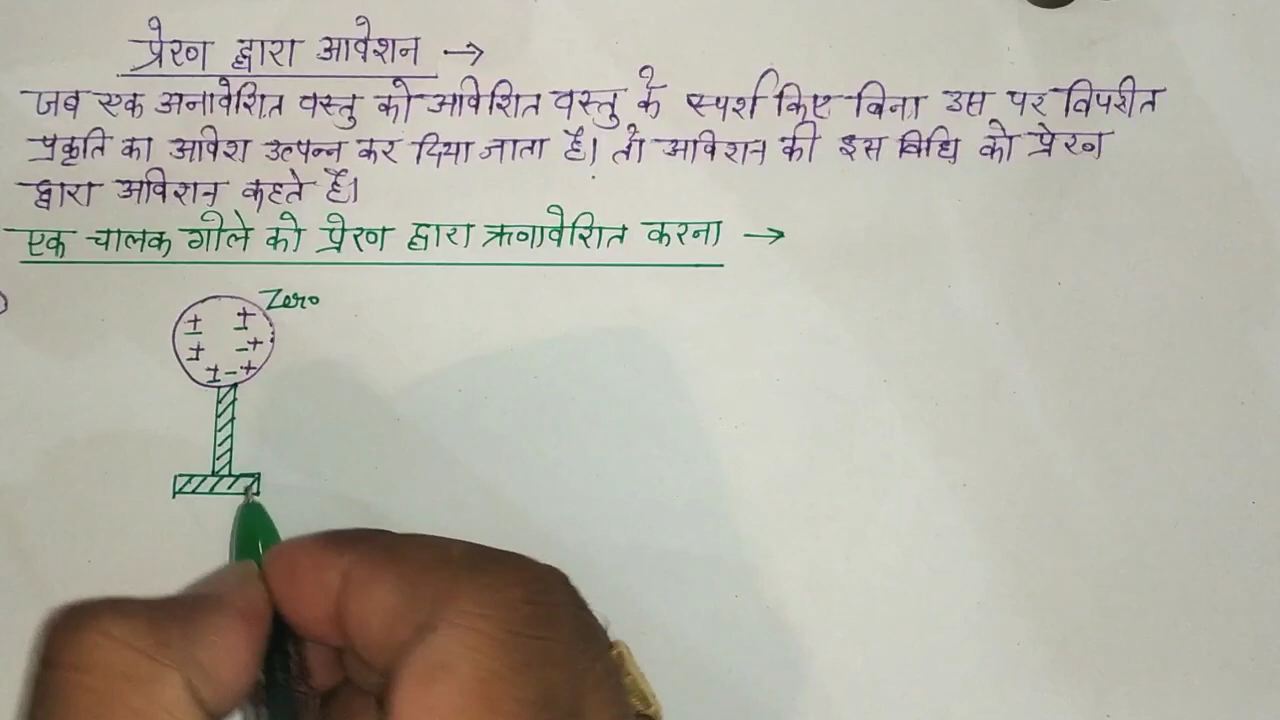 प्रेरण द्वारा आवेशन →
जब एक अनावेशित वस्तु को आवेशित वस्तु के स्पर्श किए बिना उस पर विपरीत
प्रकृति का आवेश उत्पन्न कर दिया जाता है। तो आवेशन की इस विधि को प्रेरण
द्वारा आवेशन कहते हैं।
एक चालक गोले को प्रेरण द्वारा ऋणावेशित करना →
Zero
+ +
- -
+ -+
-
+ - +
-